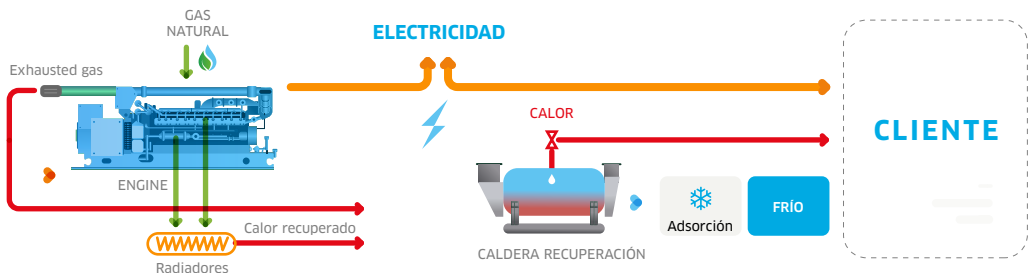 GAS
NATURAL
ELECTRICIDAD
Exhausted gas
CALOR
CLIENTE
ENGINE
Adsorción
FRÍO
Calor recuperado
CALDERA RECUPERACIÓN
Radiadores